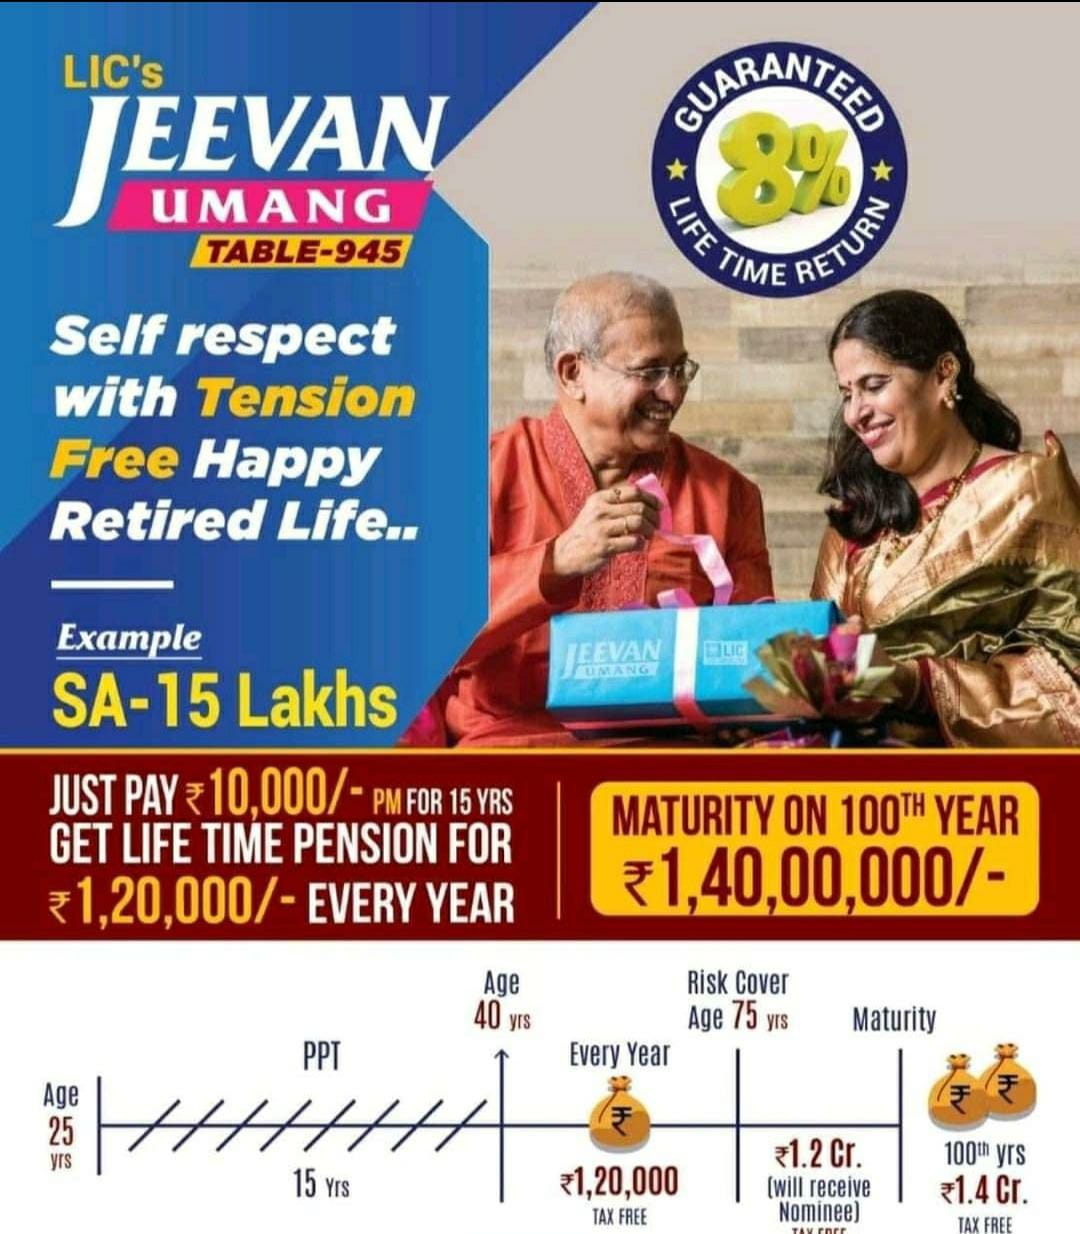 LIC's
JEEVAN
UMANG
TABLE-945
GUARANTEED
8%
LIFE TIME RETURN
Self respect
with Tension
Free Happy
Retired Life..
Example
SA-15 Lakhs
JEEVAN
UMANG
LIC
JUST PAY ₹10,000/- PM FOR 15 YRS
GET LIFE TIME PENSION FOR
₹1,20,000/- EVERY YEAR
MATURITY ON 100TH YEAR
₹1,40,00,000/-
Age
25
yrs
PPT
15 Yrs
Age
40 yrs
Every Year
₹
₹1,20,000
TAX FREE
Risk Cover
Age 75 yrs
₹1.2 Cr.
(will receive
Nominee)
TAX FREE
Maturity
₹ ₹
100th yrs
₹1.4 Cr.
TAX FREE